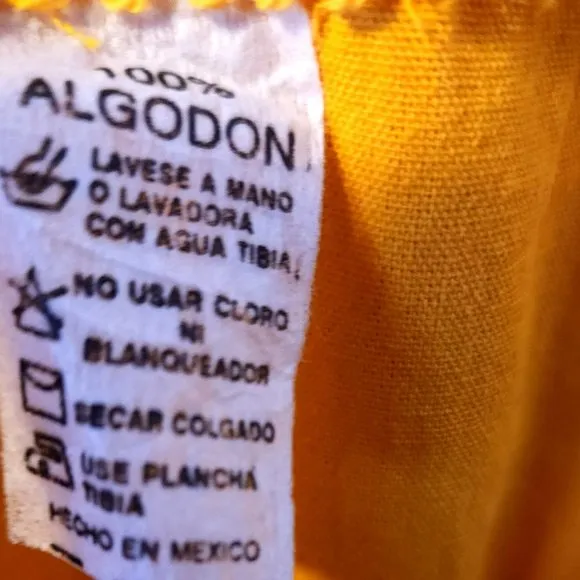 100%
ALGODON
LAVESE A MANO
O LAVADORA
CON AGUA TIBIA,
NO USAR CLORO
NI
BLANQUEADOR
SECAR COLGADO
USE PLANCHA
TIBIA
HECHO EN MEXICO